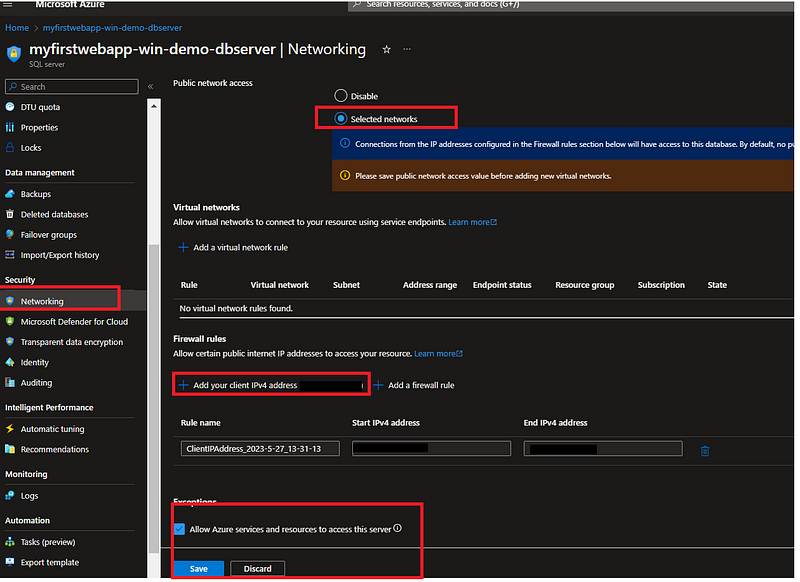 Microsoft Azure
Search resources, services, and docs (G+/)
Home > myfirstwebapp-win-demo-dbserver
myfirstwebapp-win-demo-dbserver | Networking
SQL server
Search
DTU quota
Properties
Locks
Data management
Backups
Deleted databases
Failover groups
Import/Export history
Security
Networking
Microsoft Defender for Cloud
Transparent data encryption
Identity
Auditing
Intelligent Performance
Automatic tuning
Recommendations
Monitoring
Logs
Automation
Tasks (preview)
Export template
Public network access
Disable
Selected networks
Connections from the IP addresses configured in the Firewall rules section below will have access to this database. By default, no
Please save public network access value before adding new virtual networks.
Virtual networks
Allow virtual networks to connect to your resource using service endpoints. Learn more
Add a virtual network rule
Rule Virtual network Subnet Address range Endpoint status Resource group Subscription State
No virtual network rules found.
Firewall rules
Allow certain public internet IP addresses to access your resource. Learn more
Add your client IPv4 address Add a firewall rule
Rule name Start IPv4 address End IPv4 address
ClientIPAddress_2023-5-27_13-31-13
Exceptions
Allow Azure services and resources to access this server
Save Discard